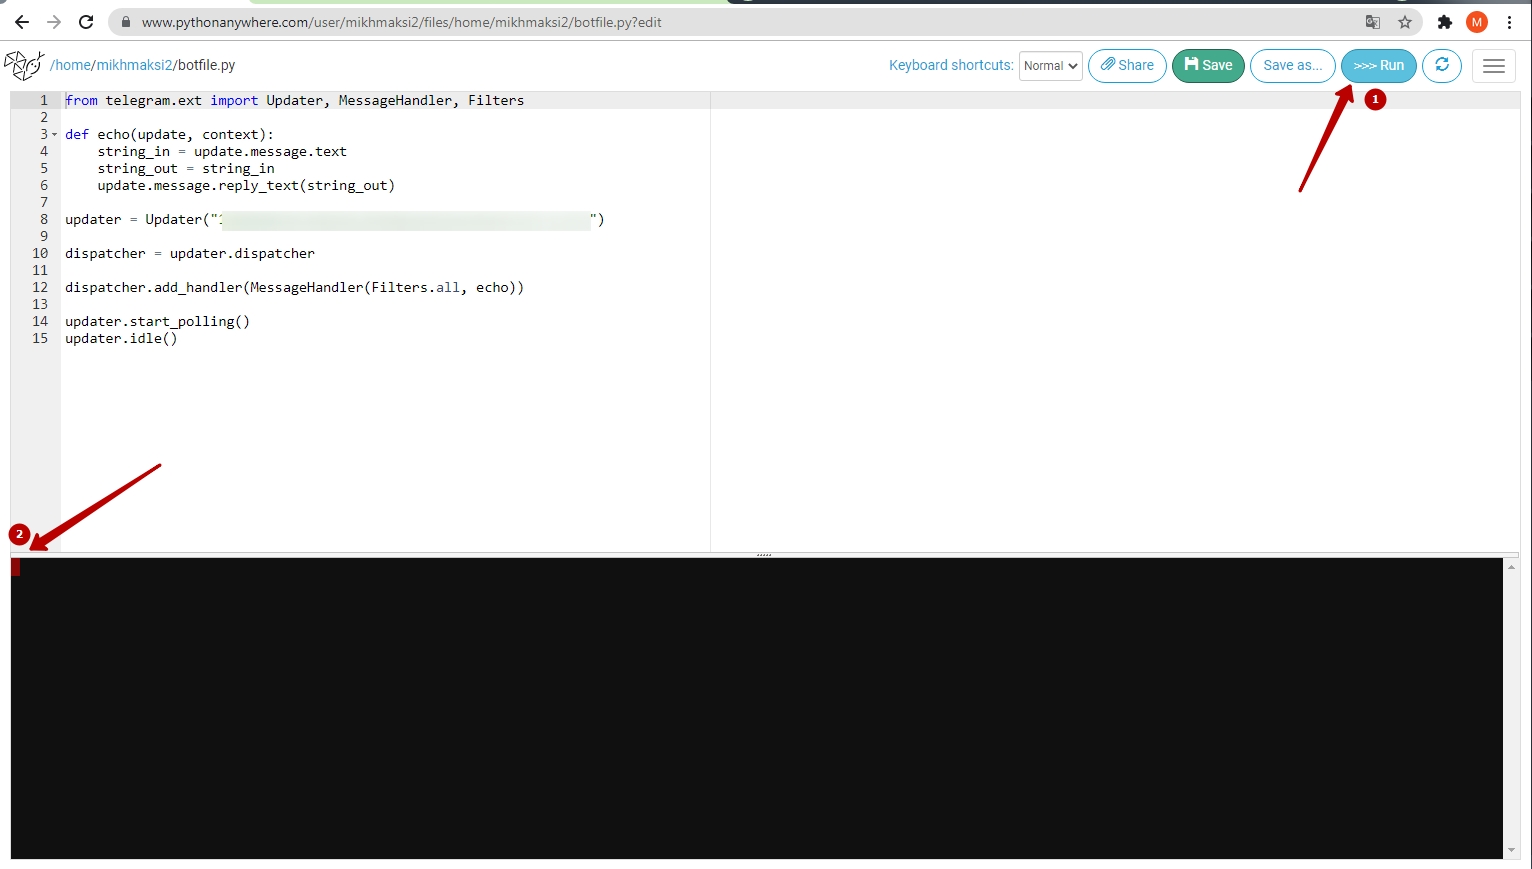 www.pythonanywhere.com/user/mikhmaksi2/files/home/mikhmaksi2/botfile.py?edit
M
/home/mikhmaksi2/botfile.py
Keyboard shortcuts: Normal Share Save Save as... >>> Run
1
1 from telegram.ext import Updater, MessageHandler, Filters
2
3 def echo(update, context):
4 string_in = update.message.text
5 string_out = string_in
6 update.message.reply_text(string_out)
7
8 updater = Updater(" ")
9
10 dispatcher = updater.dispatcher
11
12 dispatcher.add_handler(MessageHandler(Filters.all, echo))
13
14 updater.start_polling()
15 updater.idle()
2